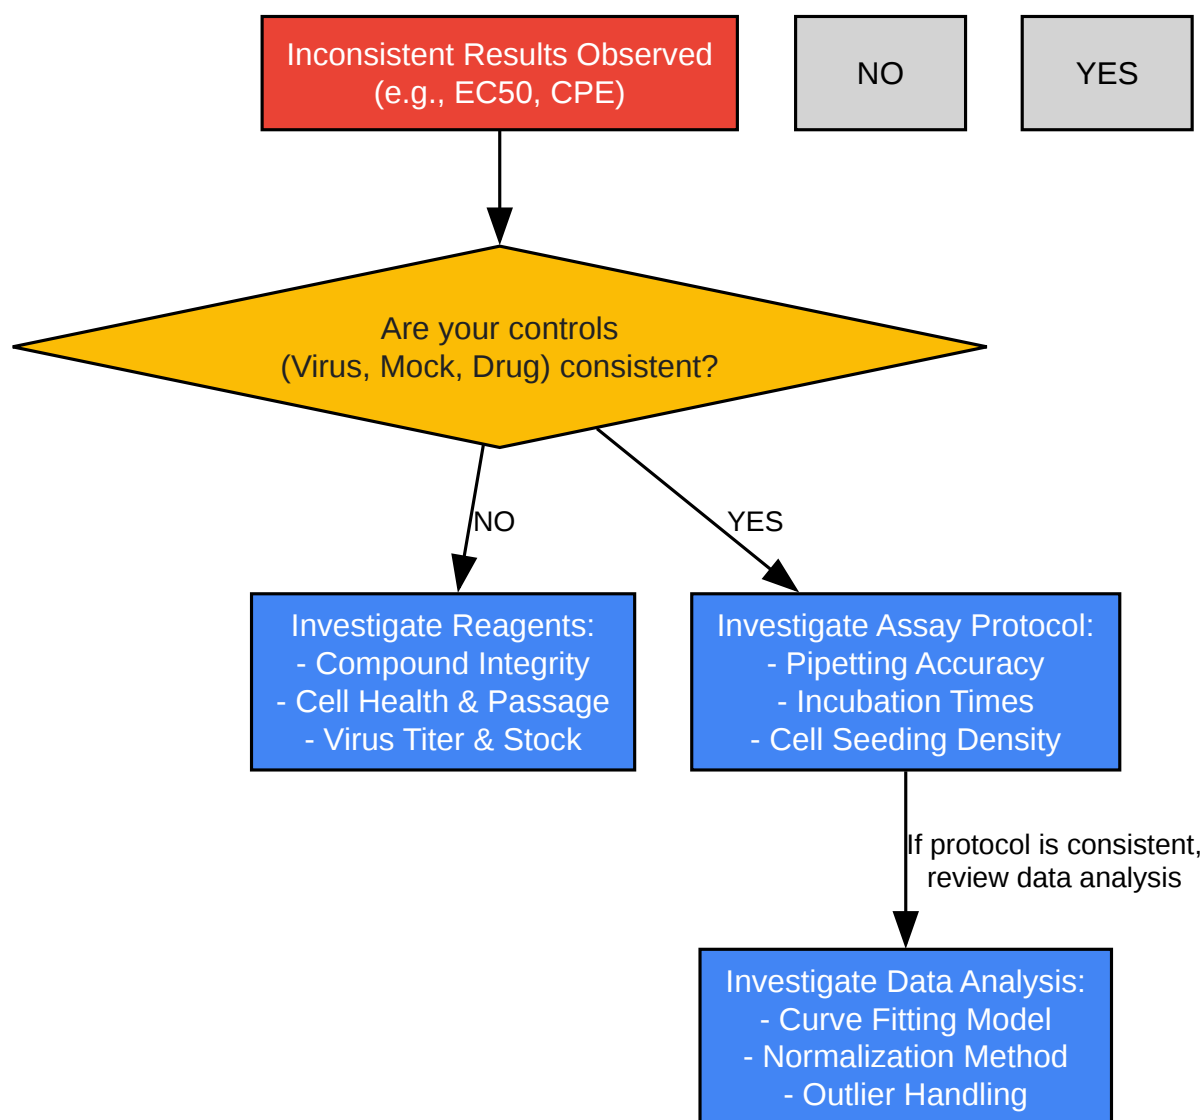 Inconsistent Results Observed
(e.g., EC50, CPE)
NO
YES
Are your controls
(Virus, Mock, Drug) consistent?
NO
YES
Investigate Reagents:
- Compound Integrity
- Cell Health & Passage
- Virus Titer & Stock
Investigate Assay Protocol:
- Pipetting Accuracy
- Incubation Times
- Cell Seeding Density
If protocol is consistent,
review data analysis
Investigate Data Analysis:
- Curve Fitting Model
- Normalization Method
- Outlier Handling